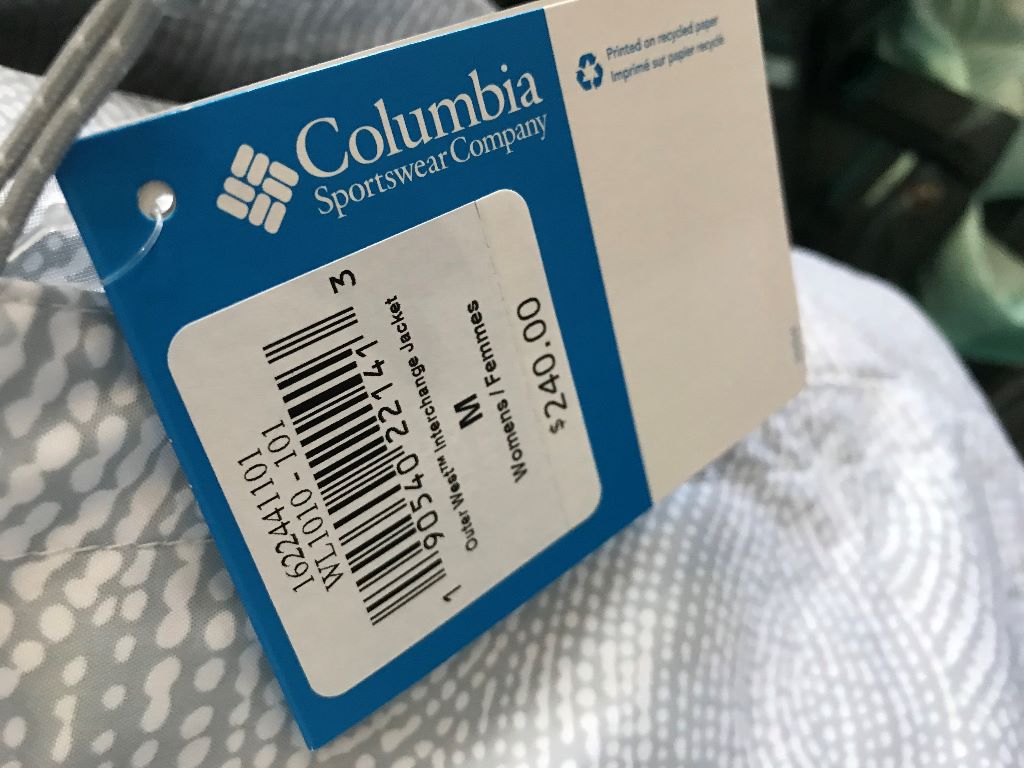 Columbia
Sportswear Company
Printed on recycled paper
Imprimé sur papier recyclé
1622441101
WL1010 - 101
1 90540 22141 3
Outer West™ Interchange Jacket
M
Womens / Femmes
$ 240.00